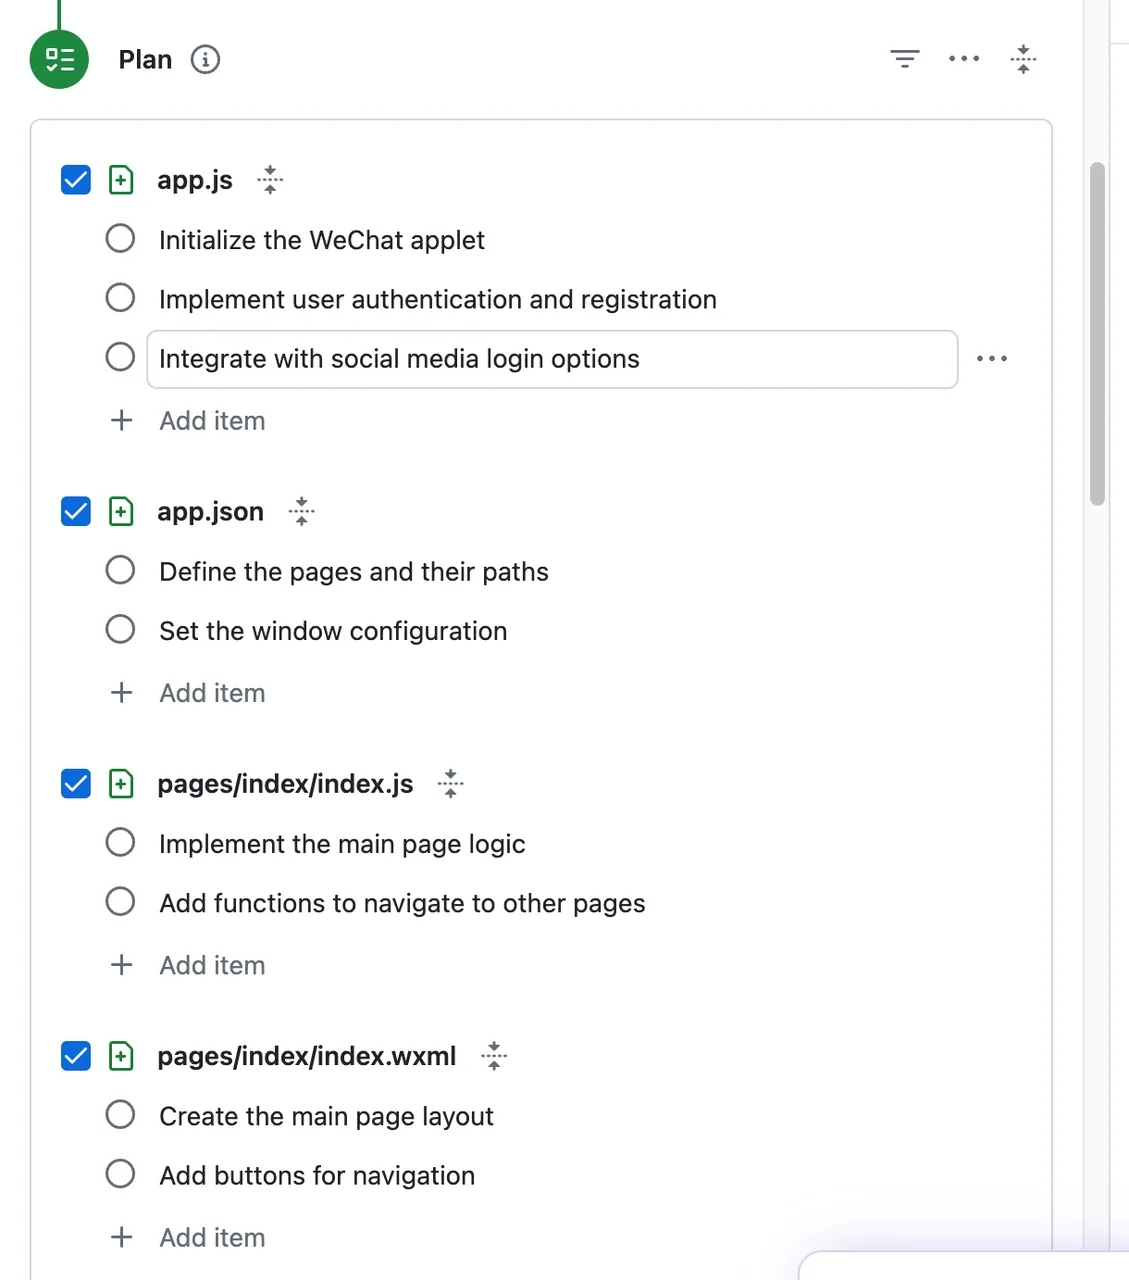 Plan
app.js
Initialize the WeChat applet
Implement user authentication and registration
Integrate with social media login options
Add item
app.json
Define the pages and their paths
Set the window configuration
Add item
pages/index/index.js
Implement the main page logic
Add functions to navigate to other pages
Add item
pages/index/index.wxml
Create the main page layout
Add buttons for navigation
Add item